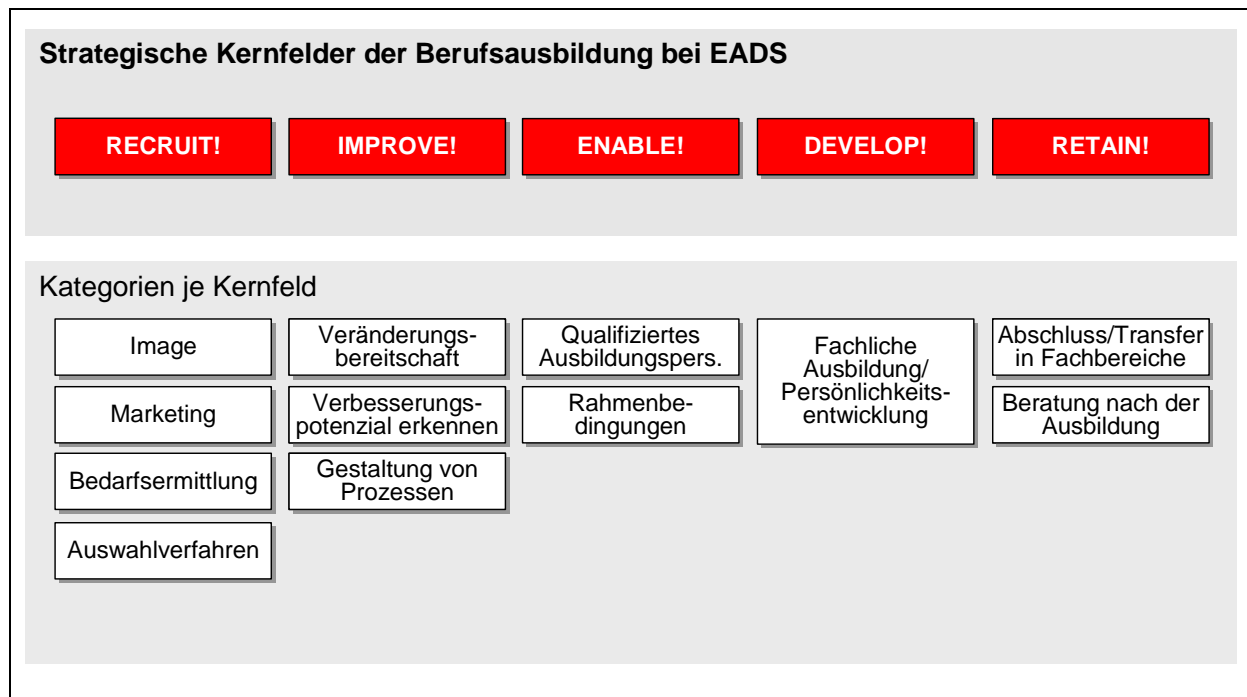 Strategische Kernfelder der Berufsausbildung bei EADS
RECRUIT!
IMPROVE!
ENABLE!
DEVELOP!
RETAIN!
Kategorien je Kernfeld
Image
Marketing
Bedarfsermittlung
Auswahlverfahren
Veränderungs-
bereitschaft
Verbesserungs-
potenzial erkennen
Gestaltung von
Prozessen
Qualifiziertes
Ausbildungspers.
Rahmenbe-
dingungen
Fachliche
Ausbildung/
Persönlichkeits-
entwicklung
Abschluss/Transfer
in Fachbereiche
Beratung nach der
Ausbildung